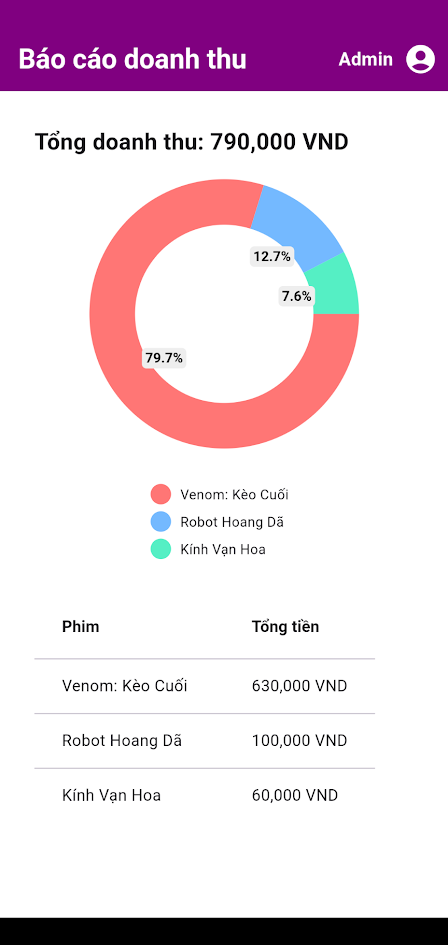 Báo cáo doanh thu Admin
Tổng doanh thu: 790,000 VND
12.7%
7.6%
79.7%
Venom: Kèo Cuối
Robot Hoang Dã
Kính Vạn Hoa
Phim Tổng tiền
Venom: Kèo Cuối 630,000 VND
Robot Hoang Dã 100,000 VND
Kính Vạn Hoa 60,000 VND